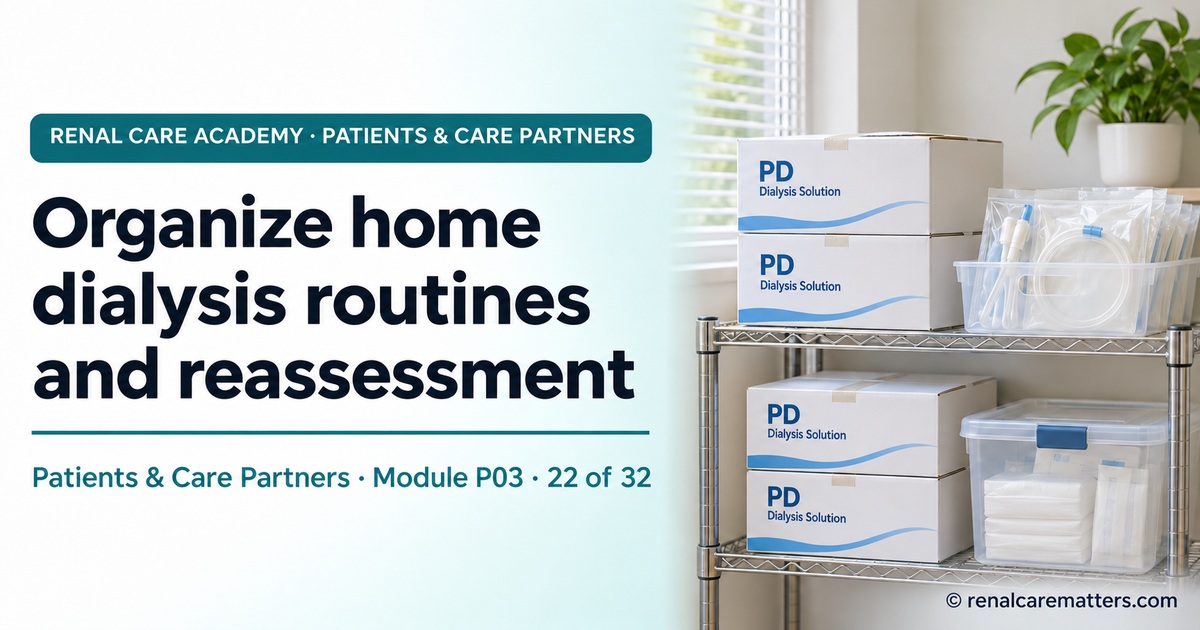 RENAL CARE ACADEMY · PATIENTS & CARE PARTNERS
Organize home
dialysis routines
and reassessment
Patients & Care Partners · Module P03 · 22 of 32
PD
Dialysis Solution
PD
Dialysis Solution
PD
Dialysis Solution
PD
Dialysis Solution
© renalcarematters.com